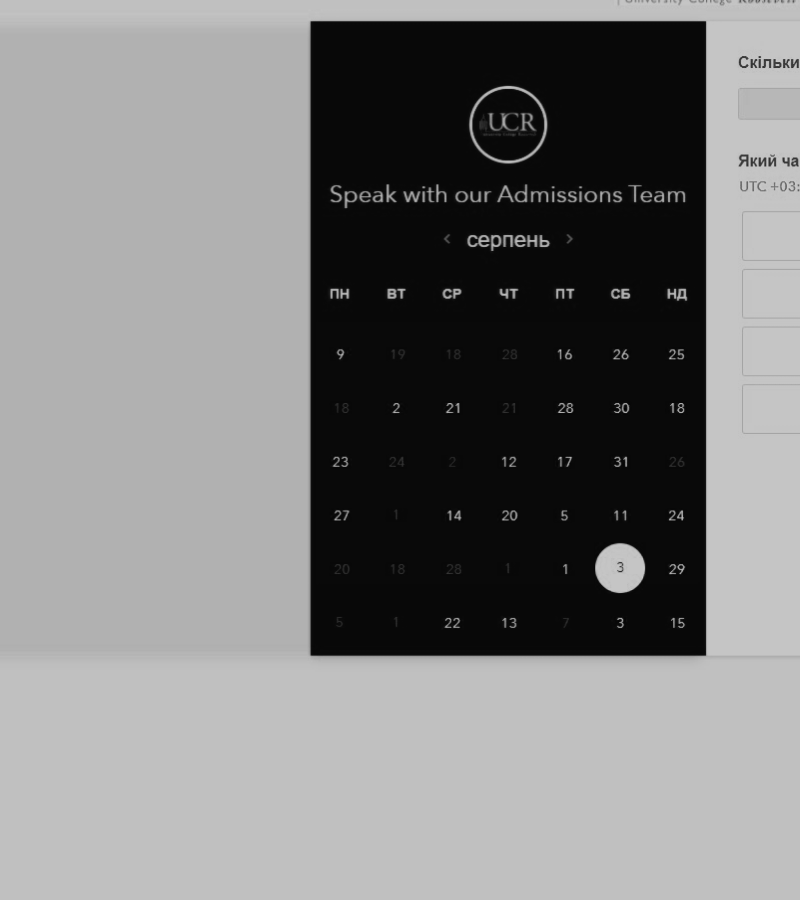 University College
UCR
Speak with our Admissions Team
< серпень >
ПН ВТ СР ЧТ ПТ СБ НД
9 19 18 28 16 26 25
18 2 21 21 28 30 18
23 24 2 12 17 31 26
27 1 14 20 5 11 24
20 18 28 1 1 3 29
5 1 22 13 7 3 15
Скільки
Який ча
UTC +03: